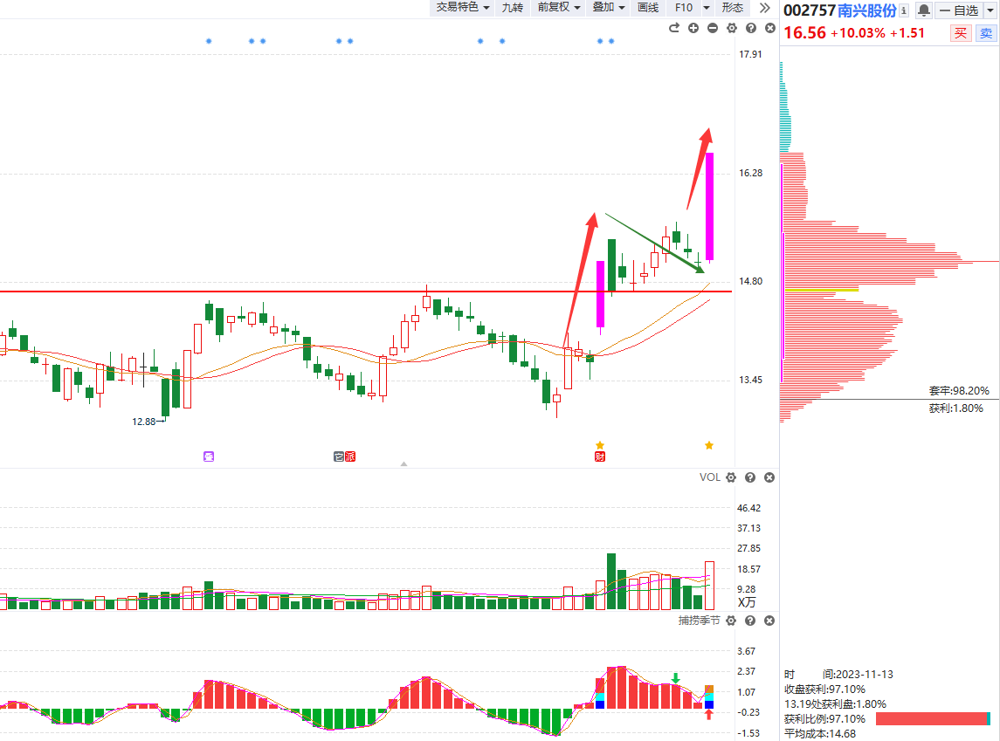 交易特色 九转 前复权 叠加 画线 F10 形态
002757 南兴股份 自选
16.56 +10.03% +1.51 买 卖
17.91
16.28
14.80
13.45
12.88
套牢:98.20%
获利:1.80%
它 派 财
VOL
46.42
37.13
27.85
18.57
9.28
X万
捕捞季节
3.67
2.37
1.07
-0.23
-1.53
时 间:2023-11-13
收盘获利:97.10%
13.19处获利盘:1.80%
获利比例:97.10%
平均成本:14.68